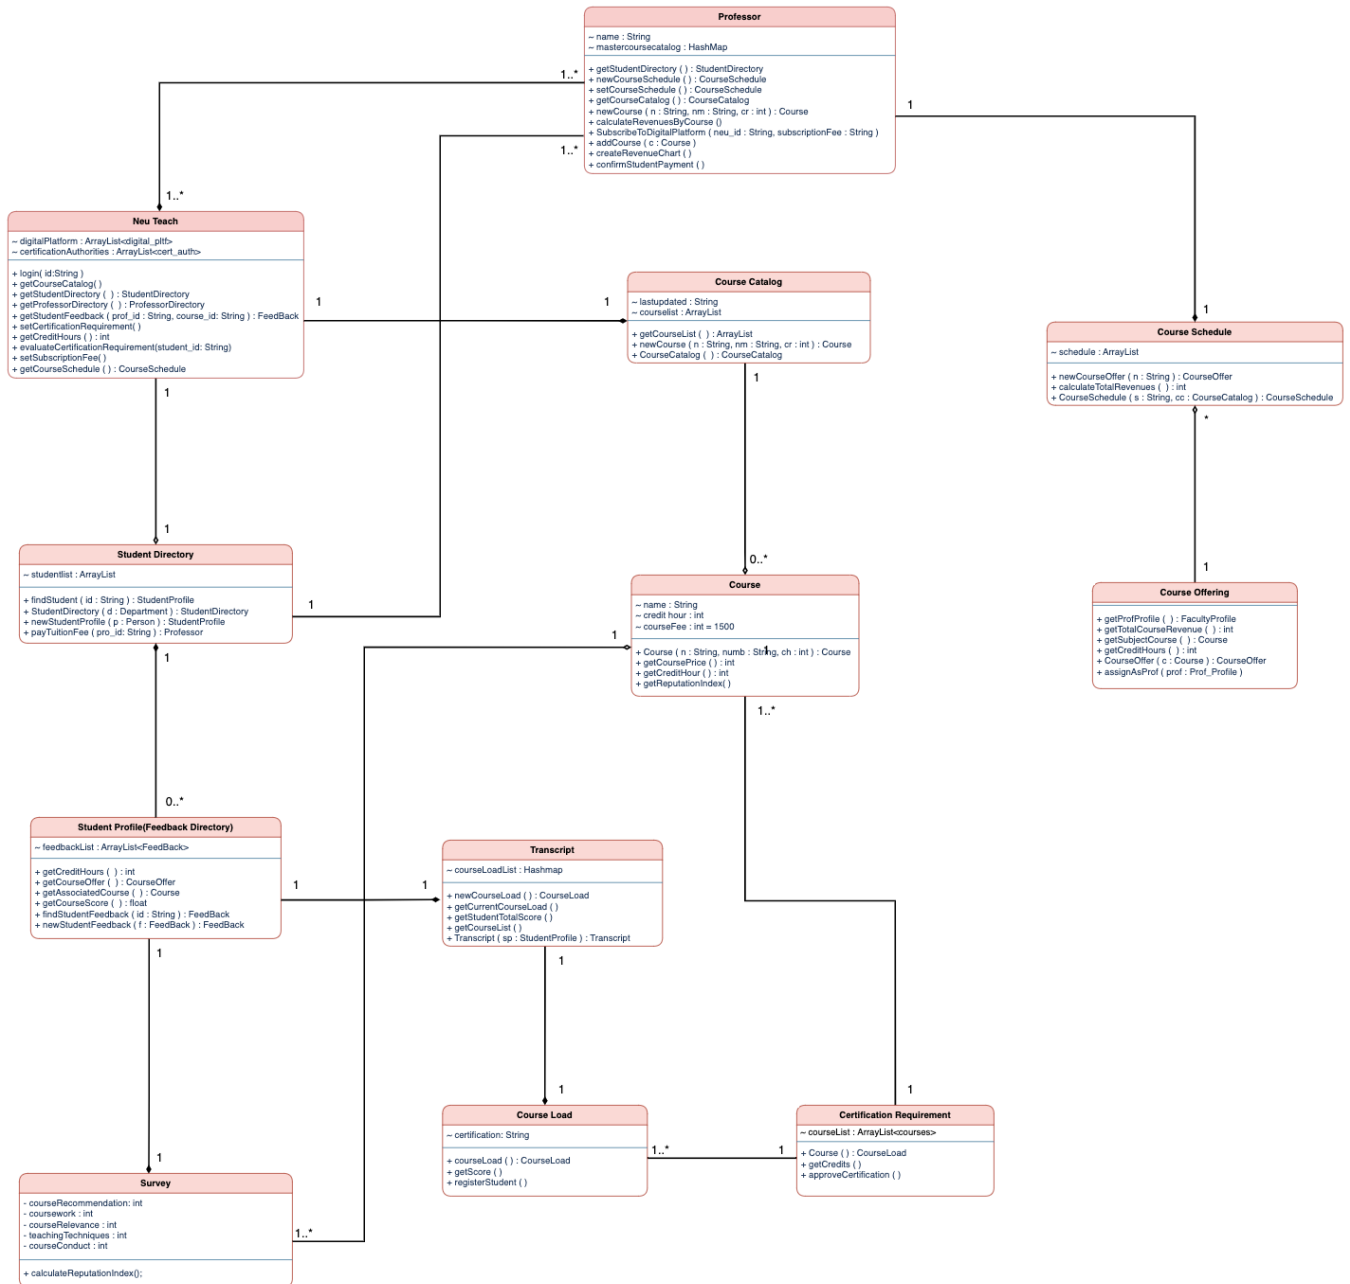 Professor
~ name : String
~ mastercoursecatalog : HashMap
+ getStudentDirectory ( ) : StudentDirectory
+ newCourseSchedule ( ) : CourseSchedule
+ setCourseSchedule ( ) : CourseSchedule
+ getCourseCatalog ( ) : CourseCatalog
+ newCourse ( n : String, nm : String, cr : int ) : Course
+ calculateRevenuesByCourse ()
+ SubscribeToDigitalPlatform ( neu_id : String, subscriptionFee : String )
+ addCourse ( c : Course )
+ createRevenueChart ( )
+ confirmStudentPayment ( )
1..*
1..*
1
1..*
Neu Teach
~ digitalPlatform : ArrayList<digital_pltf>
~ certificationAuthorities : ArrayList<cert_auth>
+ login( id:String )
+ getCourseCatalog( )
+ getStudentDirectory (  ) : StudentDirectory
+ getProfessorDirectory (  ) : ProfessorDirectory
+ getStudentFeedback ( prof_id : String, course_id: String ) : FeedBack
+ setCertificationRequirement( )
+ getCreditHours ( ) : int
+ evaluateCertificationRequirement(student_id: String)
+ setSubscriptionFee( )
+ getCourseSchedule ( ) : CourseSchedule
1
1
1
Course Catalog
~ lastupdated : String
~ courselist : ArrayList
+ getCourseList (  ) : ArrayList
+ newCourse ( n : String, nm : String, cr : int ) : Course
+ CourseCatalog (  ) : CourseCatalog
1
1
Course Schedule
~ schedule : ArrayList
+ newCourseOffer ( n : String ) : CourseOffer
+ calculateTotalRevenues (  ) : int
+ CourseSchedule ( s : String, cc : CourseCatalog ) : CourseSchedule
*
1
1
Student Directory
~ studentlist : ArrayList
+ findStudent ( id : String ) : StudentProfile
+ StudentDirectory ( d : Department ) : StudentDirectory
+ newStudentProfile ( p : Person ) : StudentProfile
+ payTuitionFee ( pro_id: String ) : Professor
1
1
0..*
Course
~ name : String
~ credit hour : int
~ courseFee : int = 1500
+ Course ( n : String, numb : String, ch : int ) : Course
1
+ getCoursePrice ( ) : int
+ getCreditHour ( ) : int
+ getReputationIndex( )
1
1..*
Course Offering
+ getProfProfile (  ) : FacultyProfile
+ getTotalCourseRevenue (  ) : int
+ getSubjectCourse (  ) : Course
+ getCreditHours (  ) : int
+ CourseOffer ( c : Course ) : CourseOffer
+ assignAsProf ( prof : Prof_Profile )
0..*
Student Profile(Feedback Directory)
~ feedbackList : ArrayList<FeedBack>
+ getCreditHours (  ) : int
+ getCourseOffer (  ) : CourseOffer
+ getAssociatedCourse (  ) : Course
+ getCourseScore (  ) : float
+ findStudentFeedback ( id : String ) : FeedBack
+ newStudentFeedback ( f : FeedBack ) : FeedBack
1
1
1
Transcript
~ courseLoadList : Hashmap
+ newCourseLoad ( ) : CourseLoad
+ getCurrentCourseLoad ( )
+ getStudentTotalScore ( )
+ getCourseList ( )
+ Transcript ( sp : StudentProfile ) : Transcript
1
1
1
Course Load
~ certification: String
+ courseLoad ( ) : CourseLoad
+ getScore ( )
+ registerStudent ( )
1..*
1
Certification Requirement
~ courseList : ArrayList<courses>
+ Course ( ) : CourseLoad
+ getCredits ( )
+ approveCertification ( )
1
Survey
- courseRecommendation: int
- coursework : int
- courseRelevance : int
- teachingTechniques : int
- courseConduct : int
+ calculateReputationIndex();
1..*